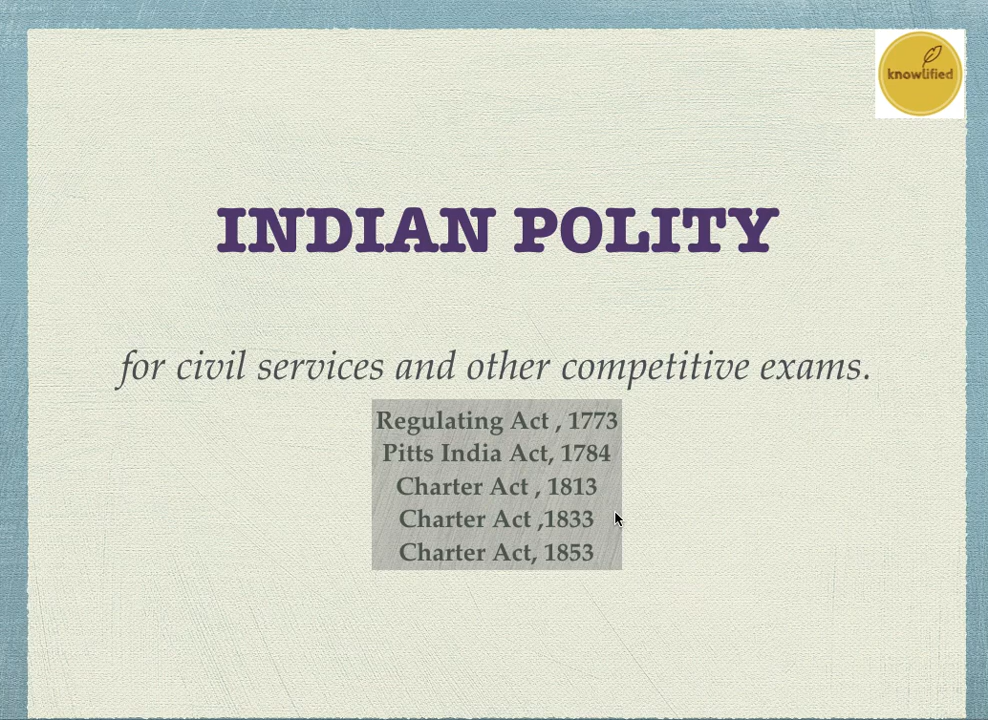 knowlified
INDIAN POLITY
for civil services and other competitive exams.
Regulating Act , 1773
Pitts India Act, 1784
Charter Act , 1813
Charter Act ,1833
Charter Act, 1853